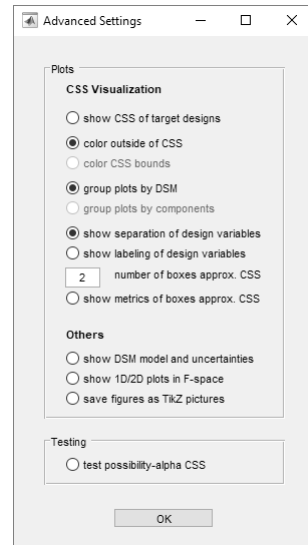 Advanced Settings
Plots
CSS Visualization
show CSS of target designs
color outside of CSS
color CSS bounds
group plots by DSM
group plots by components
show separation of design variables
show labeling of design variables
2 number of boxes approx. CSS
show metrics of boxes approx. CSS
Others
show DSM model and uncertainties
show 1D/2D plots in F-space
save figures as TikZ pictures
Testing
test possibility-alpha CSS
OK